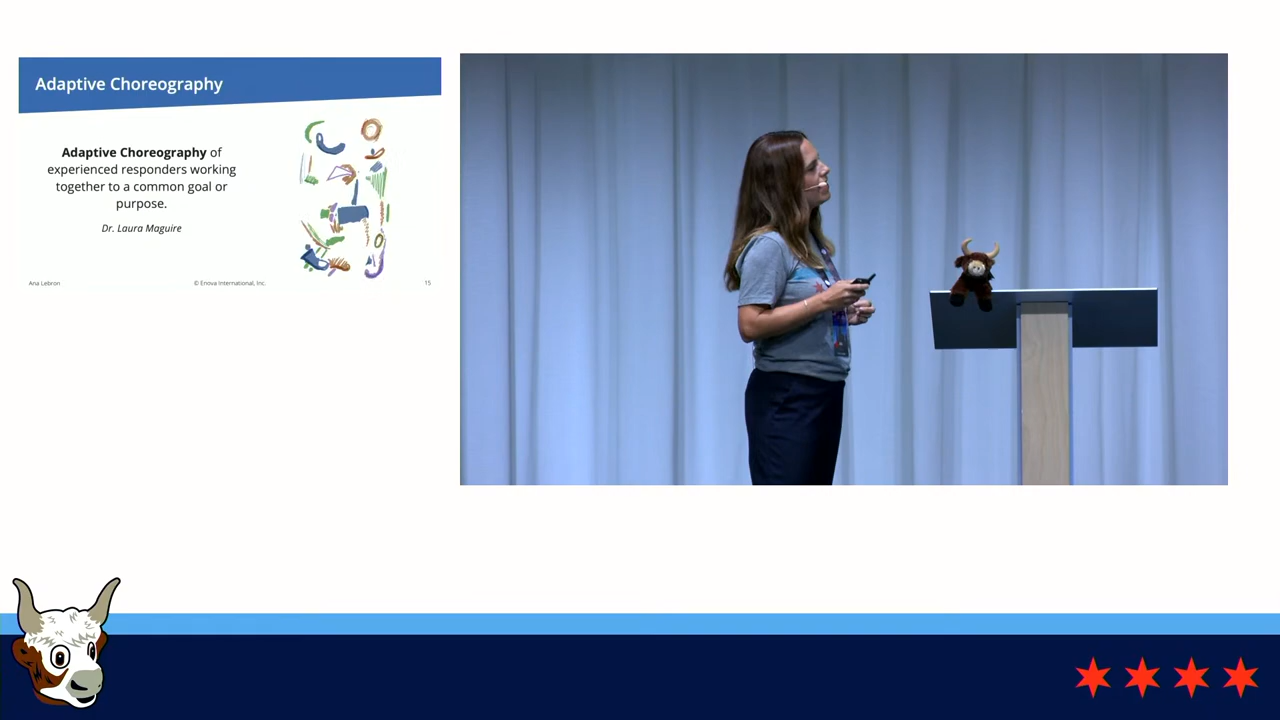 Adaptive Choreography
Adaptive Choreography of
experienced responders working
together to a common goal or
purpose.
Dr. Laura Maguire
Ana Lebron
© Enova International, Inc.
15